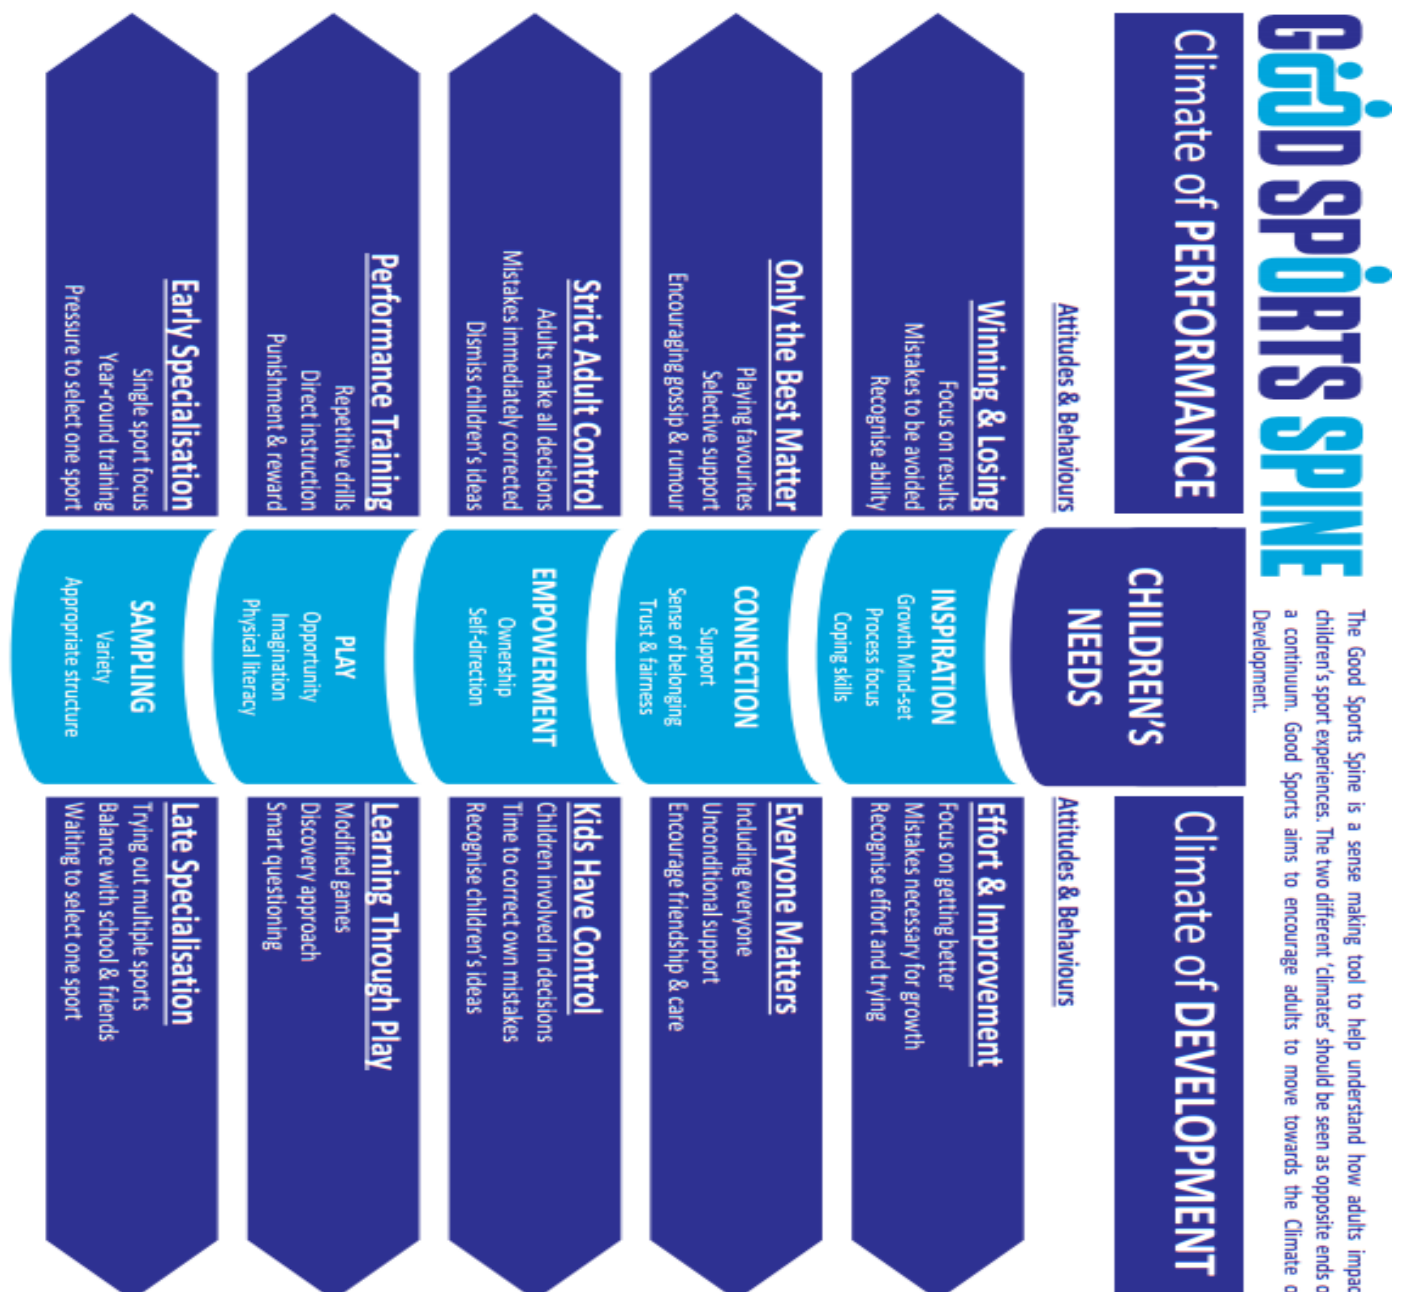 GOOD SPORTS SPINE
The Good Sports Spine is a sense making tool to help understand how adults impac
children's sport experiences. The two different 'climates' should be seen as opposite ends o
a continuum. Good Sports aims to encourage adults to move towards the Climate o
Development.
Climate of PERFORMANCE
CHILDREN'S
NEEDS
Climate of DEVELOPMENT
Attitudes & Behaviours
Attitudes & Behaviours
Winning & Losing
Focus on results
Mistakes to be avoided
Recognise ability
INSPIRATION
Growth Mind-set
Process focus
Coping skills
Effort & Improvement
Focus on getting better
Mistakes necessary for growth
Recognise effort and trying
Only the Best Matter
Playing favourites
Selective support
Encouraging gossip & rumour
CONNECTION
Support
Sense of belonging
Trust & fairness
Everyone Matters
Including everyone
Unconditional support
Encourage friendship & care
Strict Adult Control
Adults make all decisions
Mistakes immediately corrected
Dismiss children's ideas
EMPOWERMENT
Ownership
Self-direction
Kids Have Control
Children involved in decisions
Time to correct own mistakes
Recognise children's ideas
Performance Training
Repetitive drills
Direct instruction
Punishment & reward
PLAY
Opportunity
Imagination
Physical literacy
Learning Through Play
Modified games
Discovery approach
Smart questioning
Early Specialisation
Single sport focus
Year-round training
Pressure to select one sport
SAMPLING
Variety
Appropriate structure
Late Specialisation
Trying out multiple sports
Balance with school & friends
Waiting to select one sport